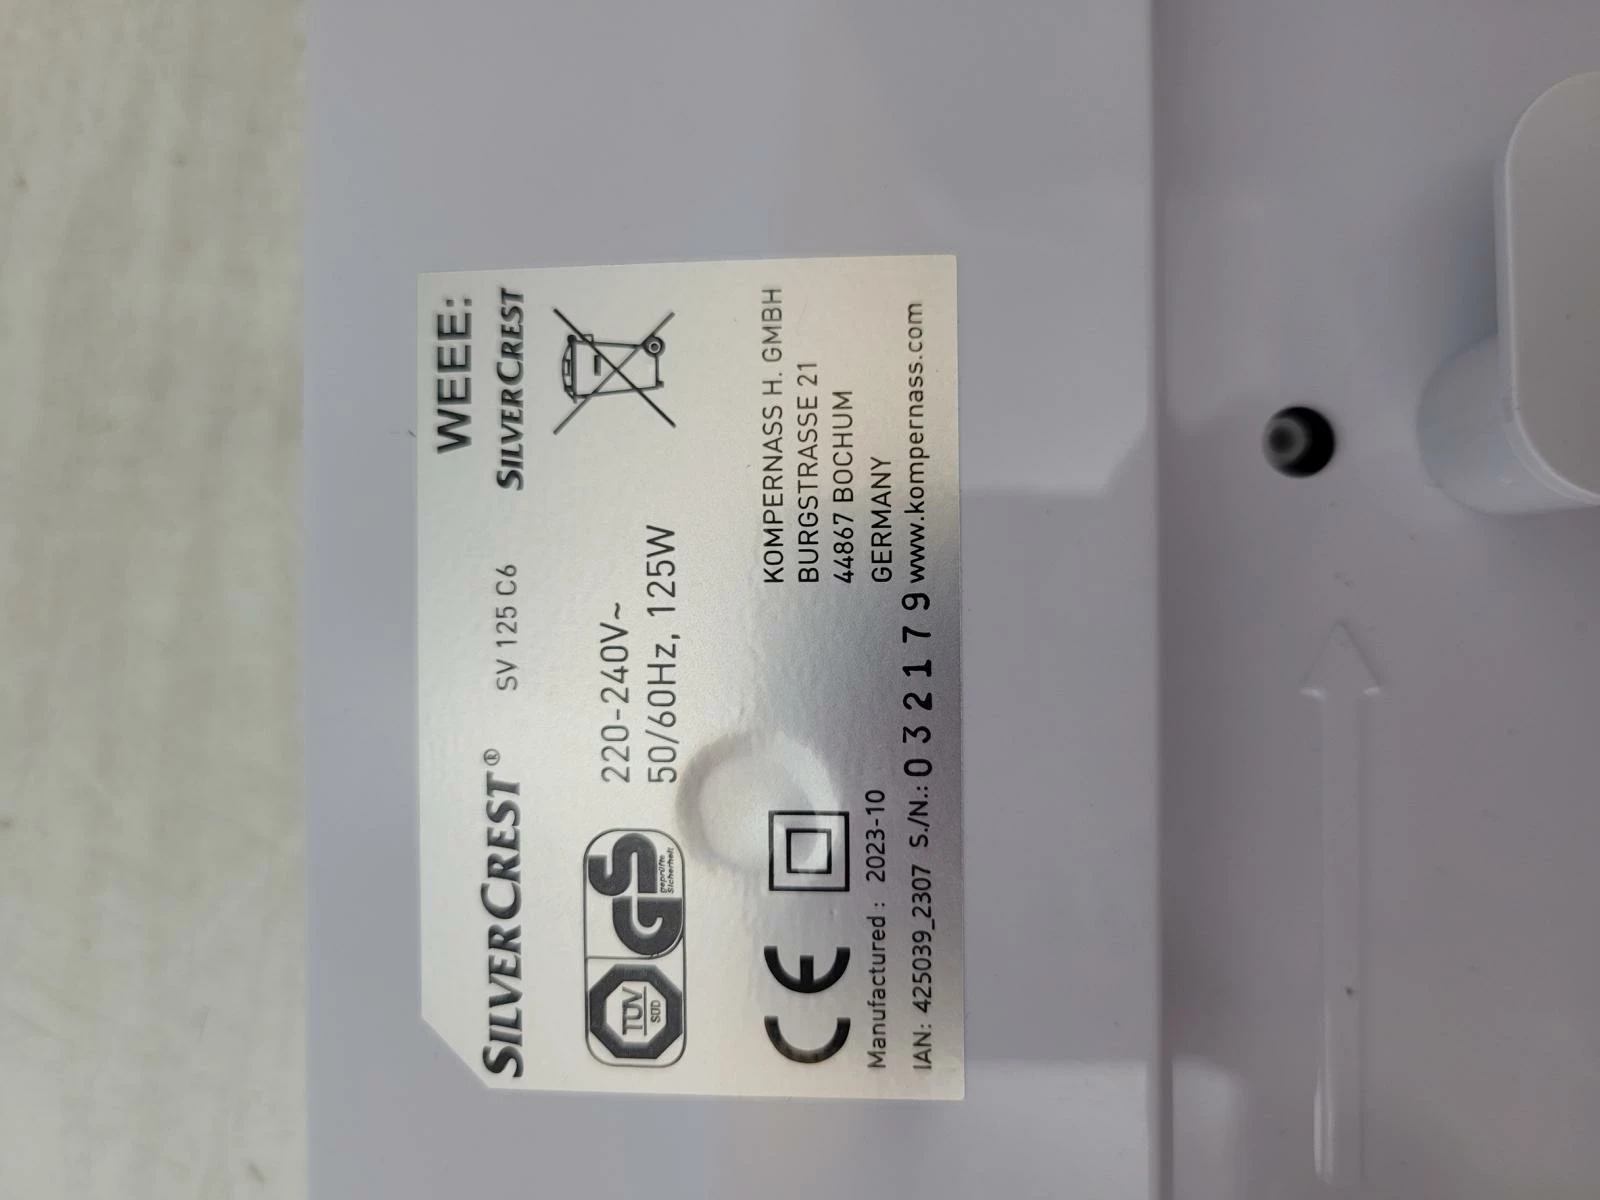 WEEE:
SILVERCREST® SV 125 C6 SILVERCREST
TÜV SÜD GS geprüfte Sicherheit
220-240V~
50/60Hz, 125W
CE
KOMPERNASS H. GMBH
BURGSTRASSE 21
44867 BOCHUM
GERMANY
Manufactured : 2023-10
IAN: 425039_2307 S./N.: 0 3 2 1 7 9 www.kompernass.com